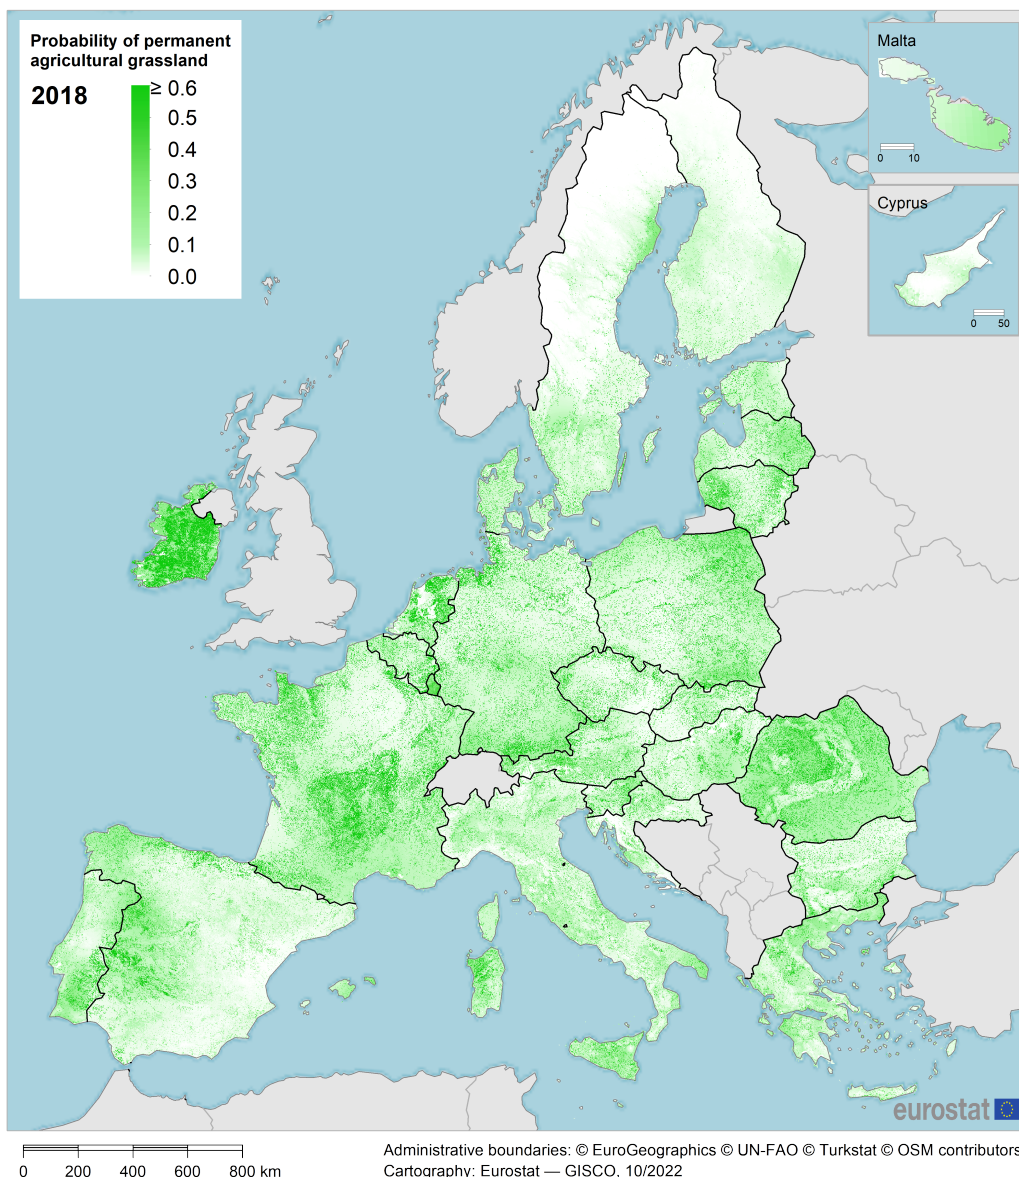 Probability of permanent
agricultural grassland
2018
≥ 0.6
0.5
0.4
0.3
0.2
0.1
0.0
Malta
0 10
Cyprus
0 50
eurostat
0 200 400 600 800 km
Administrative boundaries: © EuroGeographics © UN-FAO © Turkstat © OSM contributors
Cartography: Eurostat — GISCO, 10/2022